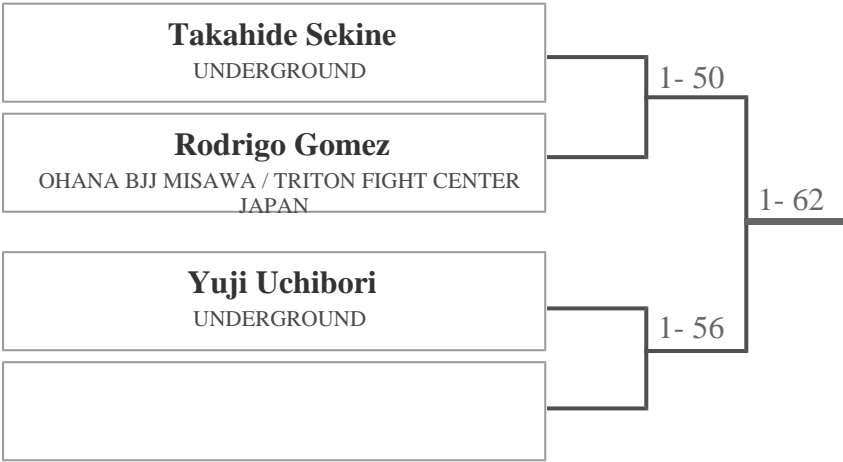 Takahide Sekine
UNDERGROUND
1- 50
Rodrigo Gomez
OHANA BJJ MISAWA / TRITON FIGHT CENTER
JAPAN
1- 62
Yuji Uchibori
UNDERGROUND
1- 56